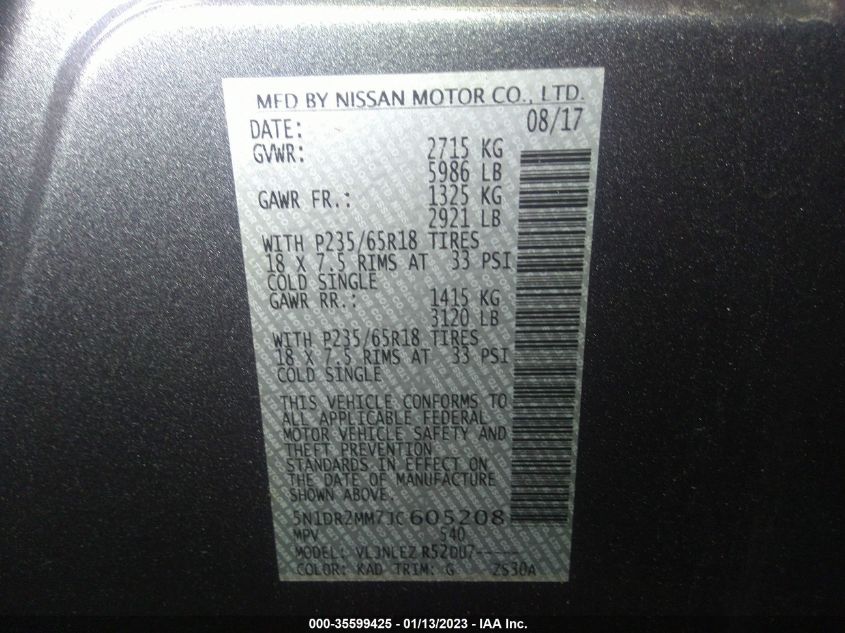 MFD BY NISSAN MOTOR CO., LTD.
DATE: 08/17
GVWR: 2715 KG
5986 LB
GAWR FR.: 1325 KG
2921 LB
WITH P235/65R18 TIRES
18 X 7.5 RIMS AT 33 PSI
COLD SINGLE
GAWR RR.: 1415 KG
3120 LB
WITH P235/65R18 TIRES
18 X 7.5 RIMS AT 33 PSI
COLD SINGLE
THIS VEHICLE CONFORMS TO
ALL APPLICABLE FEDERAL
MOTOR VEHICLE SAFETY AND
THEFT PREVENTION
STANDARDS IN EFFECT ON
THE DATE OF MANUFACTURE
SHOWN ABOVE.
5N1DR2MM7JC605208
MPV S40
MODEL: VL3NLEZ R52DU7----
COLOR: KAD TRIM: G ZS30A
000-35599425 - 01/13/2023 - IAA Inc.